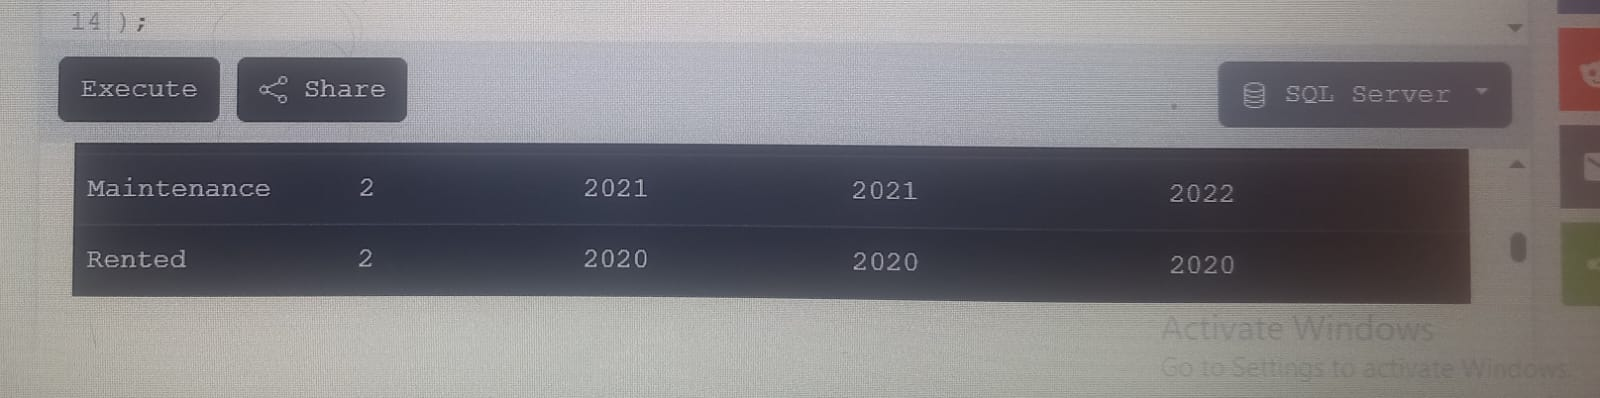 14 );
Execute Share SQL Server
Maintenance 2 2021 2021 2022
Rented 2 2020 2020 2020
Activate Windows
Go to Settings to activate Windows.